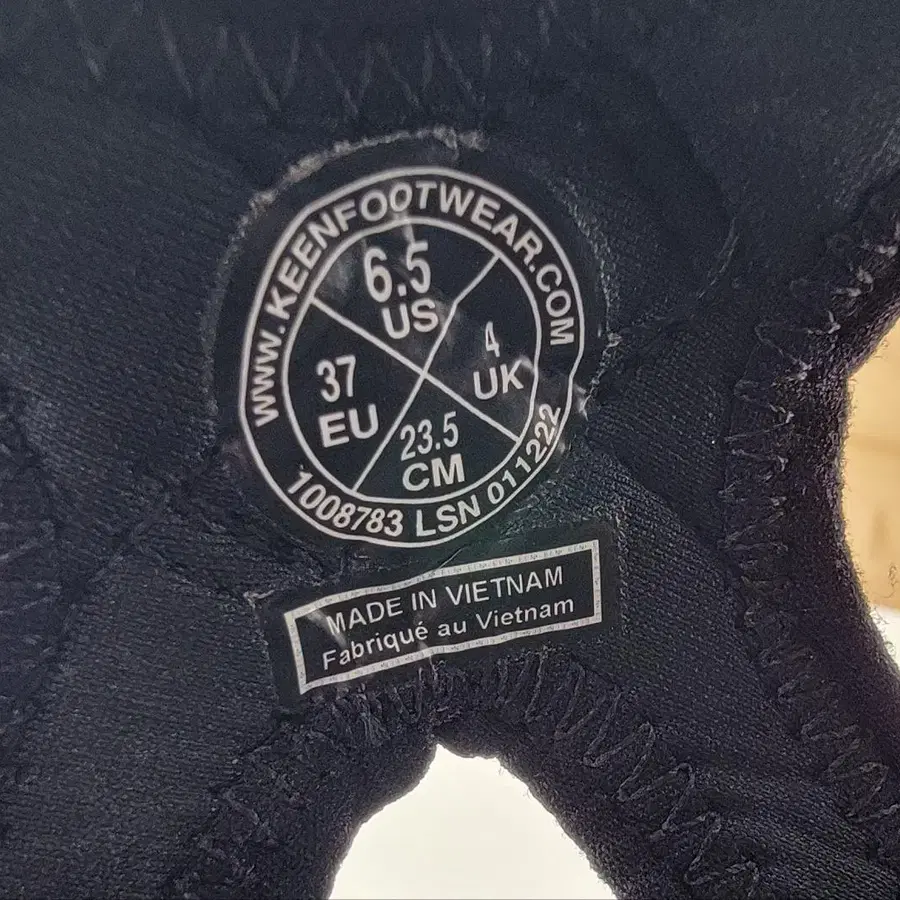 WWW.KEENFOOTWEAR.COM
6.5
US
37
EU
4
UK
23.5
CM
1008783 LSN 011222
MADE IN VIETNAM
Fabriqué au Vietnam